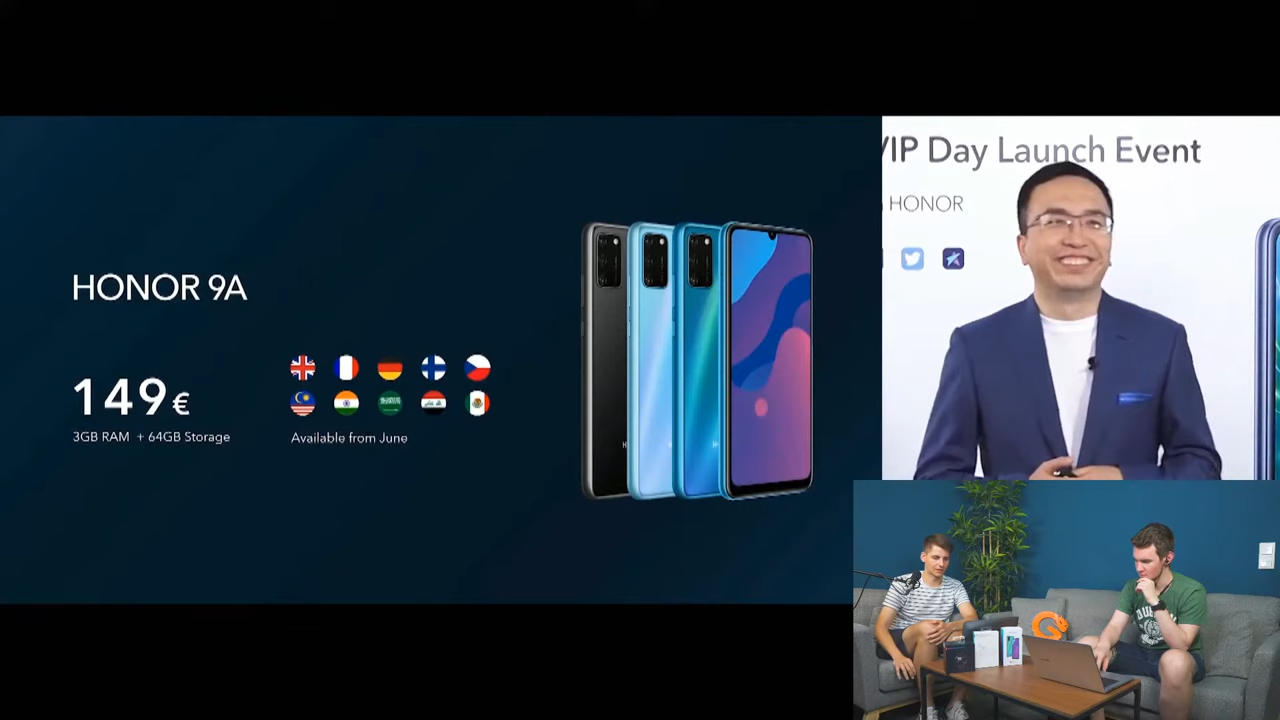 VIP Day Launch Event
HONOR
HONOR 9A
149€
3GB RAM + 64GB Storage
Available from June